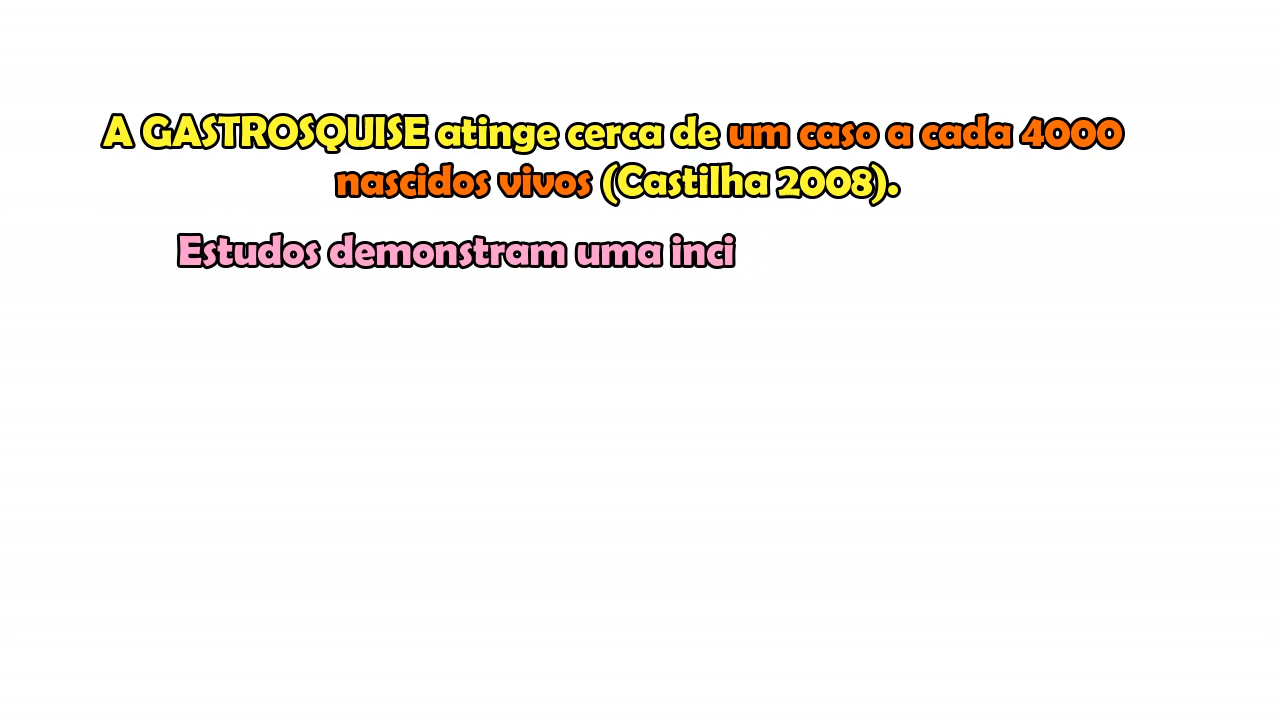 A GASTROSQUISE atinge cerca de um caso a cada 4000
nascidos vivos (Castilha 2008).
Estudos demonstram uma inci